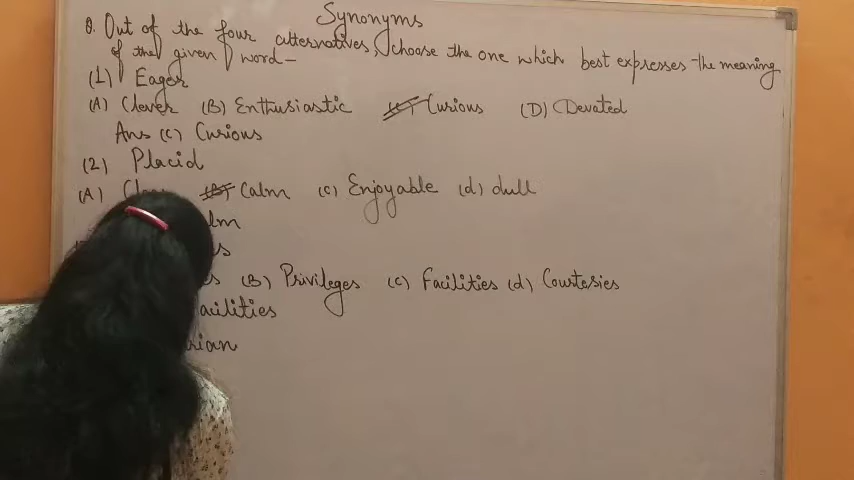 Synonyms
Q. Out of the four alternatives, choose the one which best expresses the meaning
of the given word-
(1) Eager
(A) Clever (B) Enthusiastic (C) Curious (D) Devoted
Ans (c) Curious
(2) Placid
(A) (B) Calm (c) Enjoyable (d) dull
lm
s
s (B) Privileges (c) Facilities (d) Courtesies
acilities
rian